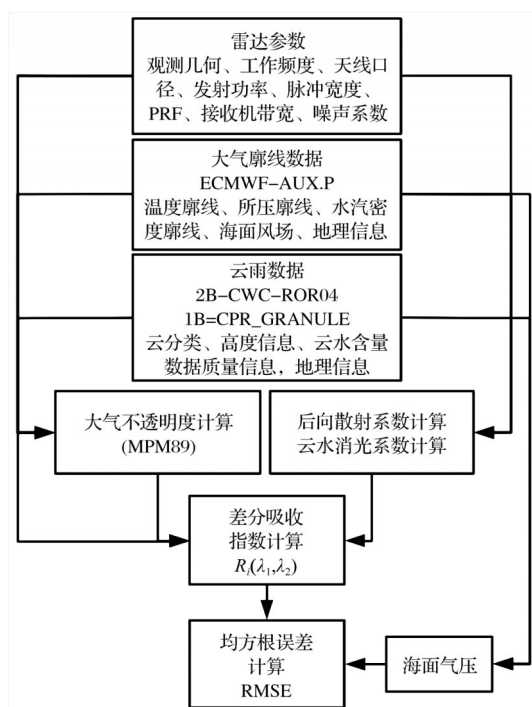 雷达参数
观测几何、工作频度、天线口
径、发射功率、脉冲宽度、
PRF、接收机带宽、噪声系数
大气廓线数据
ECMWF-AUX.P
温度廓线、所压廓线、水汽密
度廓线、海面风场、地理信息
云雨数据
2B-CWC-ROR04
1B=CPR_GRANULE
云分类、高度信息、云水含量
数据质量信息，地理信息
大气不透明度计算
(MPM89)
后向散射系数计算
云水消光系数计算
差分吸收
指数计算
Ri(λ1,λ2)
均方根误差
计算
RMSE
海面气压